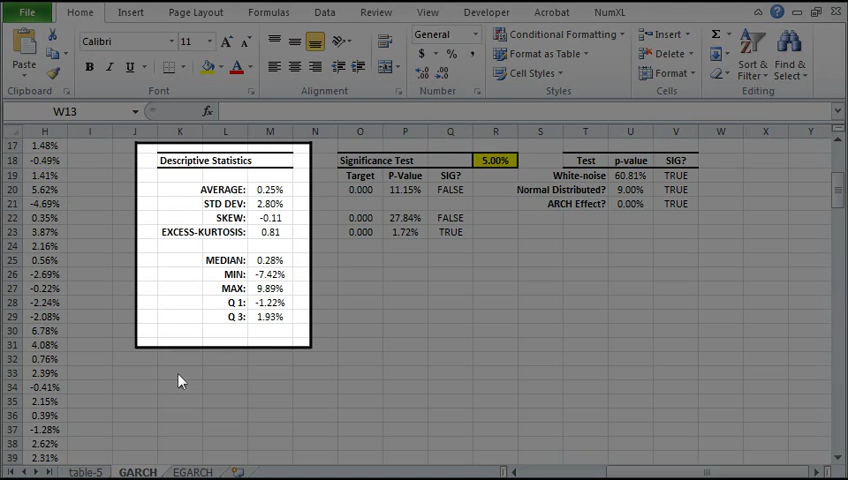 File Home Insert Page Layout Formulas Data Review View Developer Acrobat NumXL
Calibri 11 General Conditional Formatting Insert Σ
Paste B I U $ % , Format as Table Delete Sort & Find &
Cell Styles Format Filter Select
Clipboard Font Alignment Number Styles Cells Editing
W13 fx
H I J K L M N O P Q R S T U V W X Y
17 1.48%
18 -0.49% Descriptive Statistics Significance Test 5.00% Test p-value SIG?
19 1.41% Target P-Value SIG? White-noise 60.81% TRUE
20 5.62% AVERAGE: 0.25% 0.000 11.15% FALSE Normal Distributed? 9.00% TRUE
21 -4.69% STD DEV: 2.80% ARCH Effect? 0.00% TRUE
22 0.35% SKEW: -0.11 0.000 27.84% FALSE
23 3.87% EXCESS-KURTOSIS: 0.81 0.000 1.72% TRUE
24 2.16%
25 0.56% MEDIAN: 0.28%
26 -2.69% MIN: -7.42%
27 -0.22% MAX: 9.89%
28 -2.24% Q 1: -1.22%
29 -2.08% Q 3: 1.93%
30 6.78%
31 4.08%
32 0.76%
33 2.39%
34 -0.41%
35 2.15%
36 0.39%
37 -1.28%
38 2.62%
39 2.31%
table-5 GARCH EGARCH